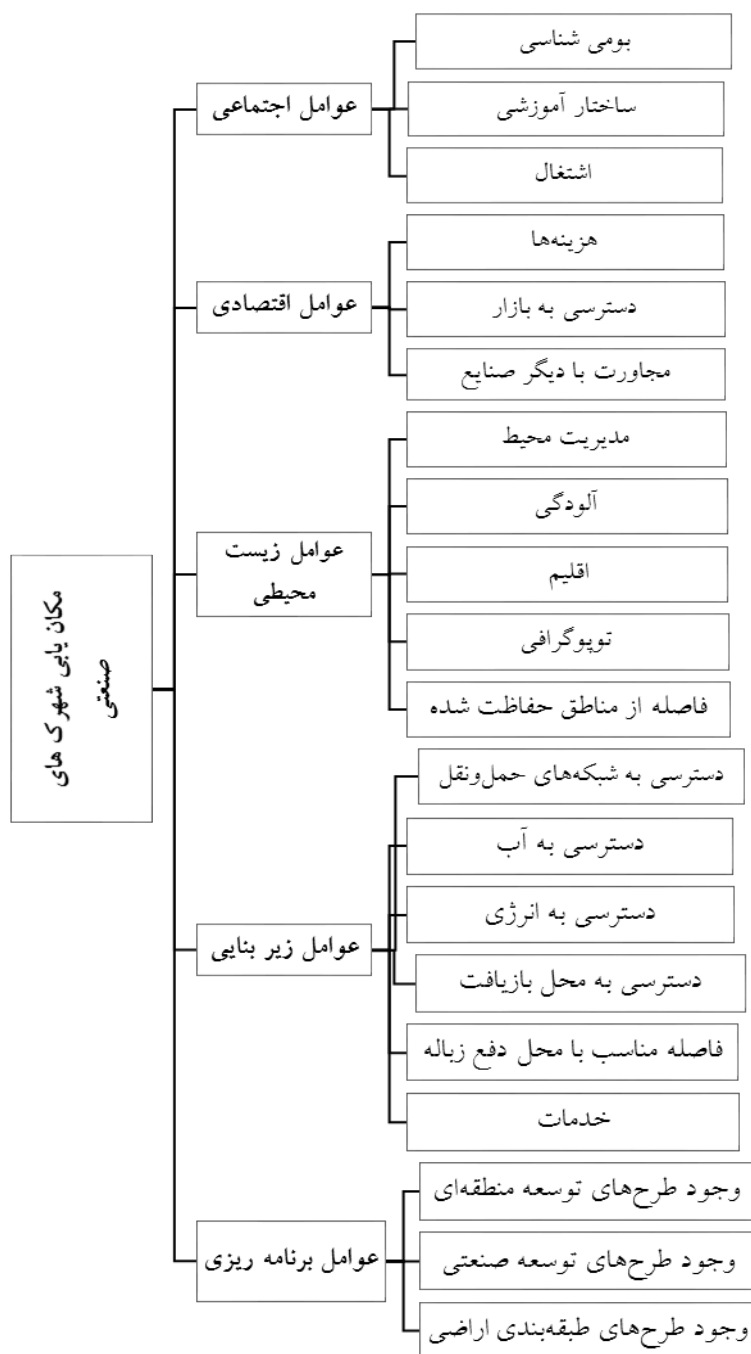 مکان یابی شهرک های
صنعتی
عوامل اجتماعی
بومی شناسی
ساختار آموزشی
اشتغال
عوامل اقتصادی
هزینه‌ها
دسترسی به بازار
مجاورت با دیگر صنایع
عوامل زیست
محیطی
مدیریت محیط
آلودگی
اقلیم
توپوگرافی
فاصله از مناطق حفاظت شده
عوامل زیر بنایی
دسترسی به شبکه‌های حمل‌ونقل
دسترسی به آب
دسترسی به انرژی
دسترسی به محل بازیافت
فاصله مناسب با محل دفع زباله
خدمات
عوامل برنامه ریزی
وجود طرح‌های توسعه منطقه‌ای
وجود طرح‌های توسعه صنعتی
وجود طرح‌های طبقه‌بندی اراضی